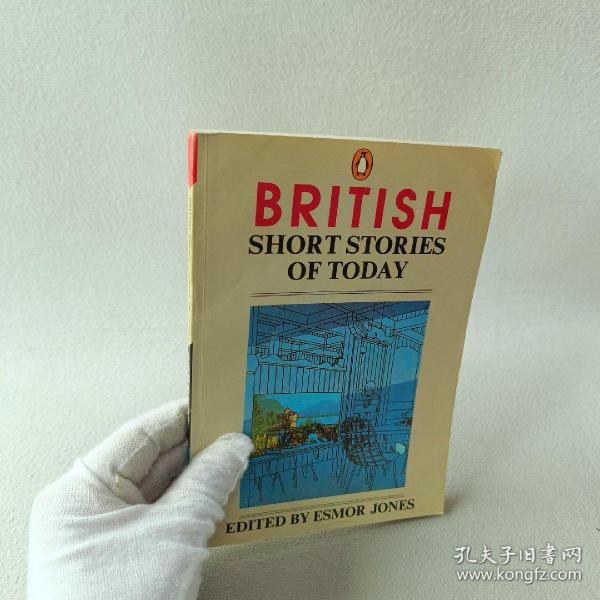 BRITISH
SHORT STORIES
OF TODAY
EDITED BY ESMOR JONES
孔夫子旧书网
www.kongfz.com